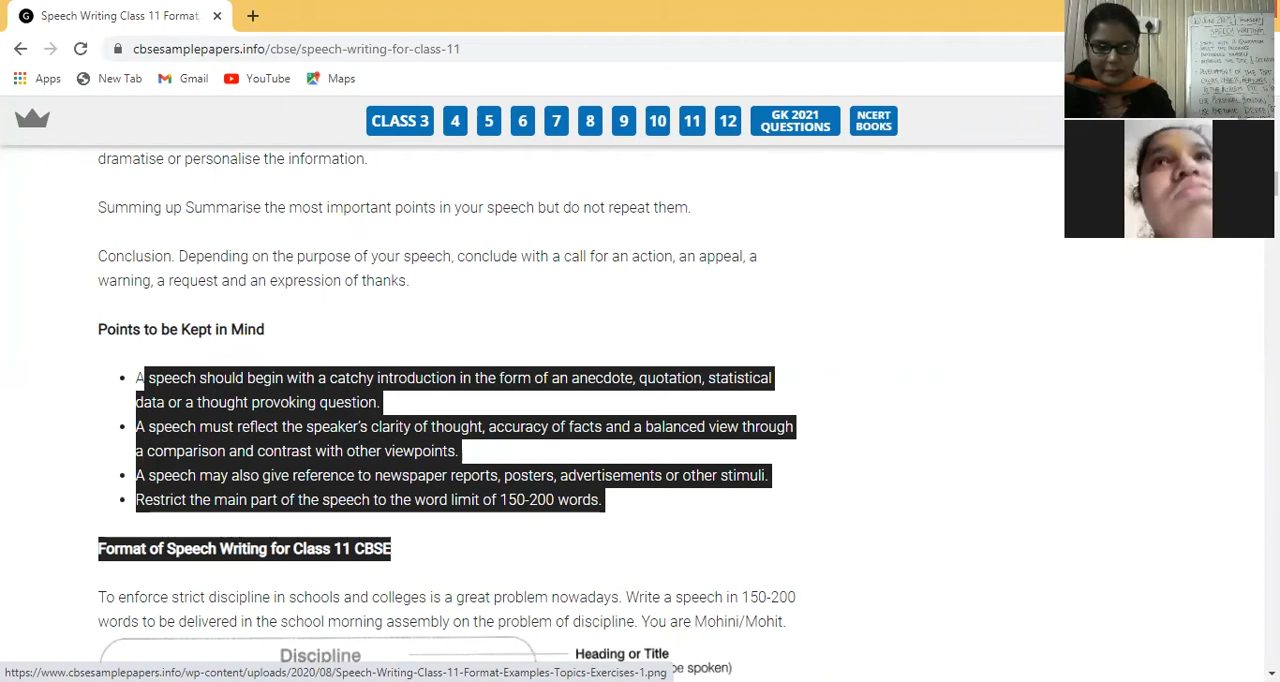 Speech Writing Class 11 Format,
cbsesamplepapers.info/cbse/speech-writing-for-class-11
Apps New Tab Gmail YouTube Maps
CLASS 3 4 5 6 7 8 9 10 11 12 GK 2021 QUESTIONS NCERT BOOKS
dramatise or personalise the information.
Summing up Summarise the most important points in your speech but do not repeat them.
Conclusion. Depending on the purpose of your speech, conclude with a call for an action, an appeal, a
warning, a request and an expression of thanks.
Points to be Kept in Mind
• A speech should begin with a catchy introduction in the form of an anecdote, quotation, statistical
data or a thought provoking question.
• A speech must reflect the speaker's clarity of thought, accuracy of facts and a balanced view through
a comparison and contrast with other viewpoints.
• A speech may also give reference to newspaper reports, posters, advertisements or other stimuli.
• Restrict the main part of the speech to the word limit of 150-200 words.
Format of Speech Writing for Class 11 CBSE
To enforce strict discipline in schools and colleges is a great problem nowadays. Write a speech in 150-200
words to be delivered in the school morning assembly on the problem of discipline. You are Mohini/Mohit.
Discipline Heading or Title
be spoken)
https://www.cbsesamplepapers.info/wp-content/uploads/2020/08/Speech-Writing-Class-11-Format-Examples-Topics-Exercises-1.png
SPEECH WRITING